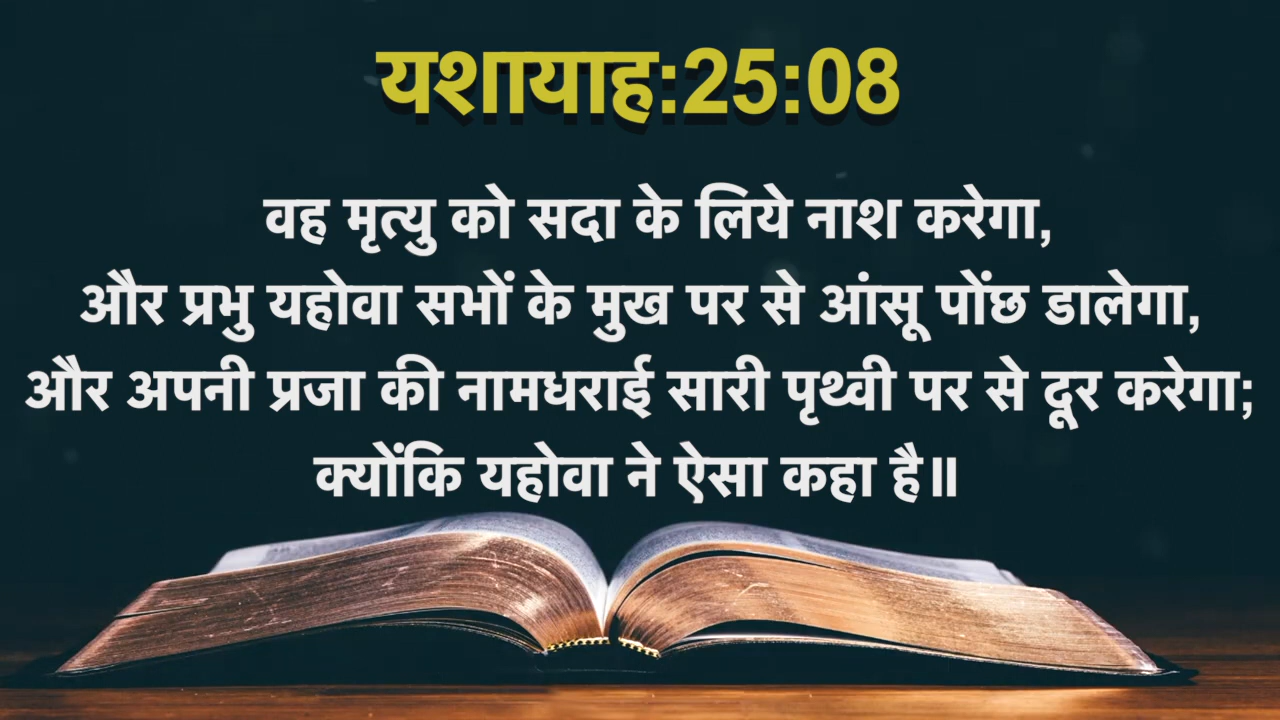 यशायाह:25:08
वह मृत्यु को सदा के लिये नाश करेगा,
और प्रभु यहोवा सभों के मुख पर से आंसू पोंछ डालेगा,
और अपनी प्रजा की नामधराई सारी पृथ्वी पर से दूर करेगा;
क्योंकि यहोवा ने ऐसा कहा है॥